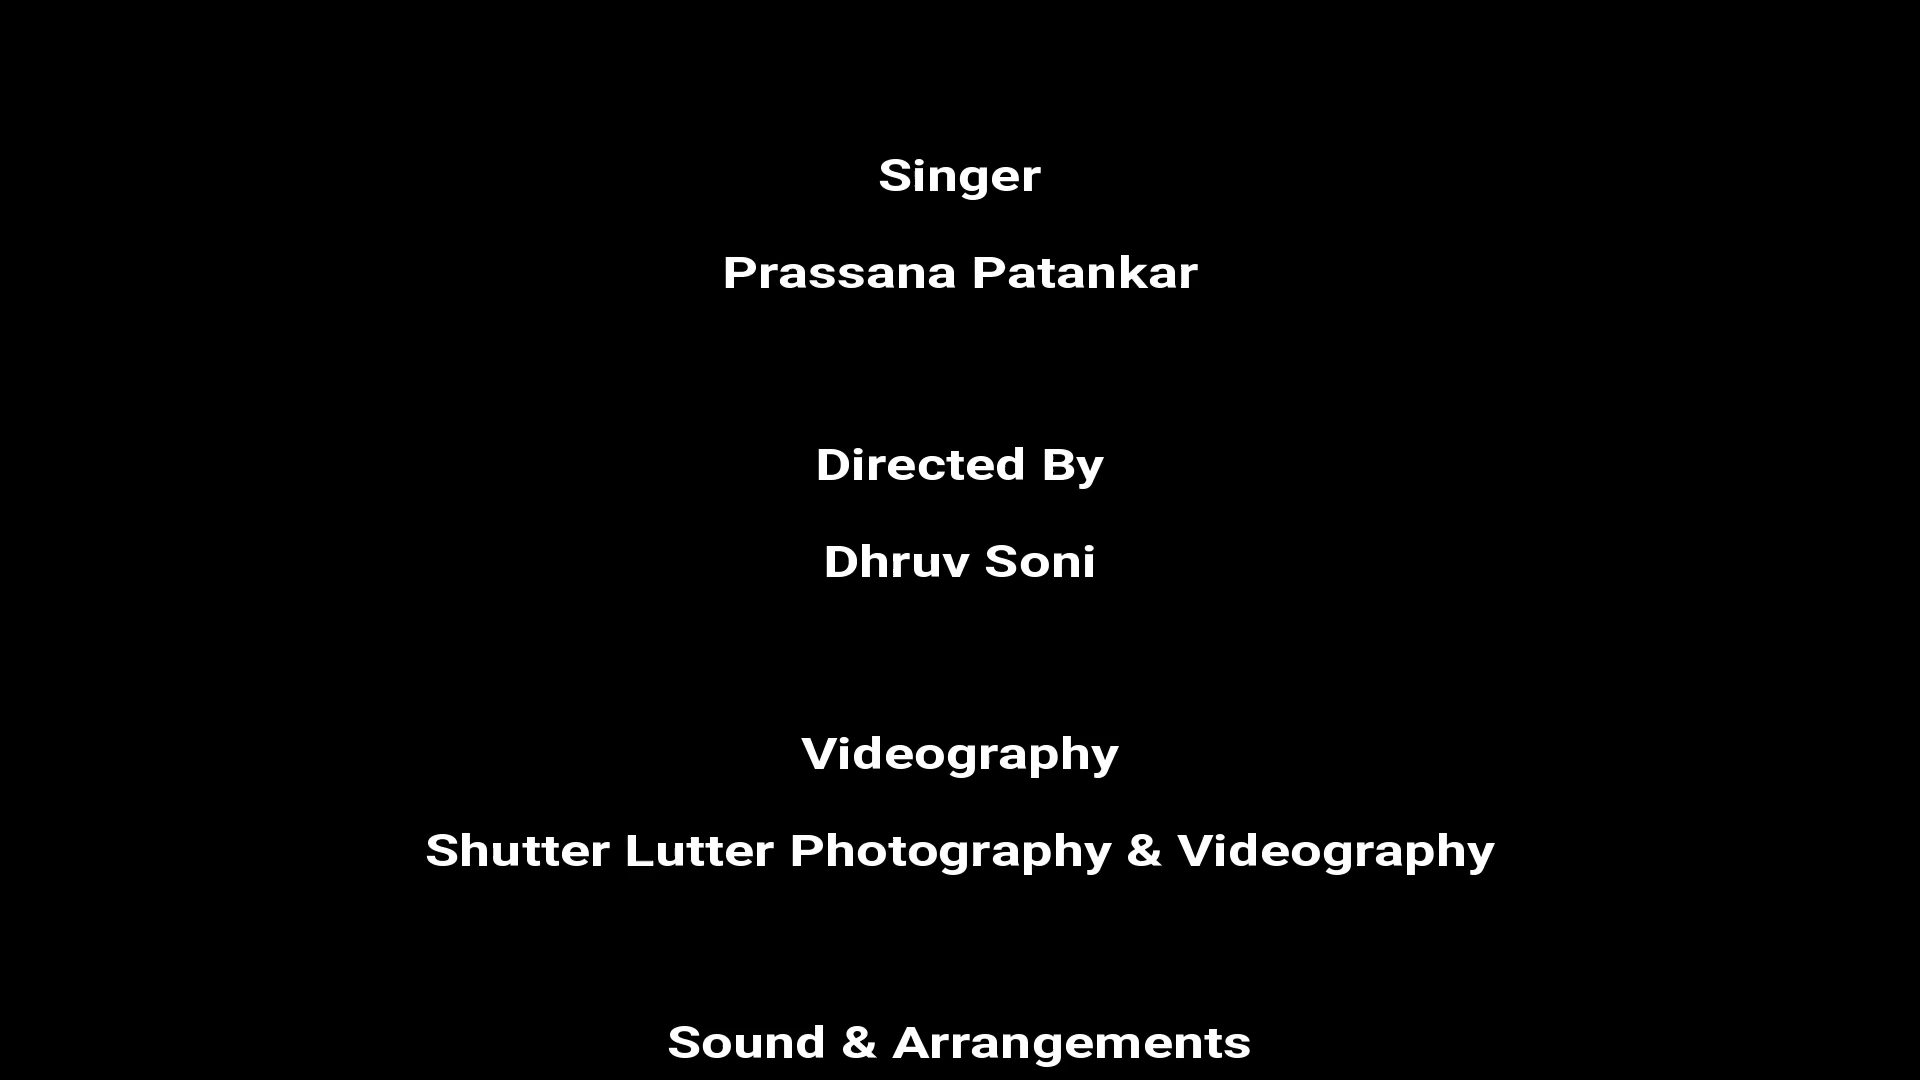 Singer
Prassana Patankar
Directed By
Dhruv Soni
Videography
Shutter Lutter Photography & Videography
Sound & Arrangements